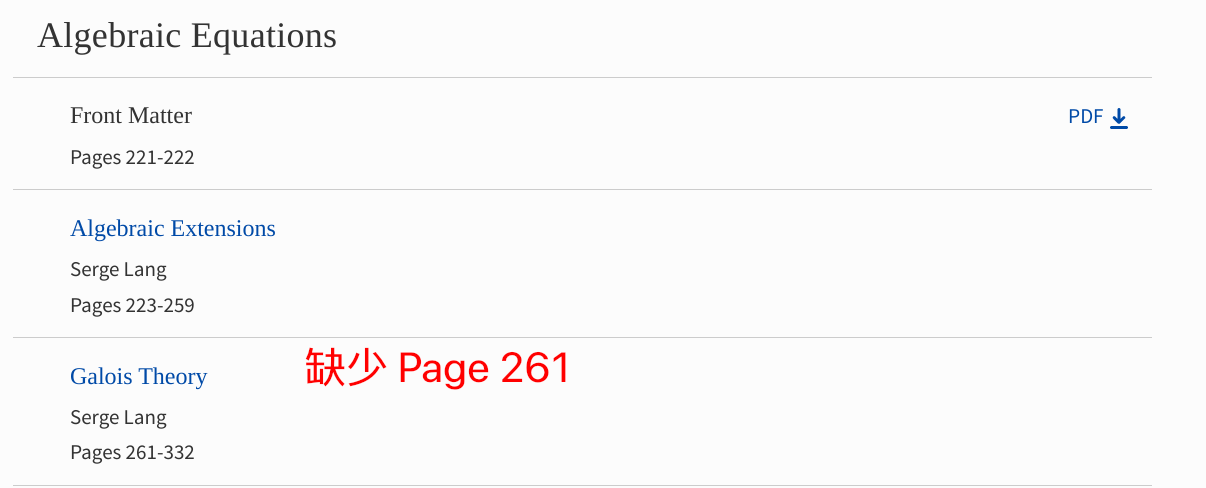 Algebraic Equations
Front Matter
PDF
Pages 221-222
Algebraic Extensions
Serge Lang
Pages 223-259
缺少 Page 261
Galois Theory
Serge Lang
Pages 261-332